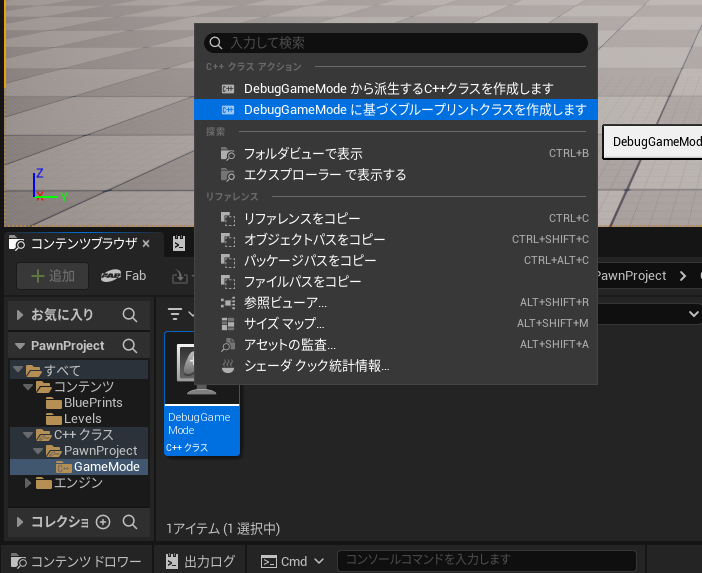 入力して検索
C++ クラス アクション
DebugGameMode から派生するC++クラスを作成します
DebugGameMode に基づくブループリントクラスを作成します
探索
DebugGameMod
フォルダビューで表示 CTRL+B
エクスプローラー で表示する
リファレンス
リファレンスをコピー CTRL+C
オブジェクトパスをコピー CTRL+SHIFT+C
パッケージパスをコピー CTRL+ALT+C
ファイルパスをコピー
参照ビューア... ALT+SHIFT+R
サイズ マップ... ALT+SHIFT+M
アセットの監査... ALT+SHIFT+A
シェーダ クック統計情報...
Z
X Y
コンテンツブラウザ
追加 Fab
PawnProject
お気に入り
PawnProject
すべて
コンテンツ
BluePrints
Levels
C++ クラス
PawnProject
GameMode
エンジン
コレクショ
DebugGame
Mode
C++ クラス
1アイテム (1 選択中)
コンテンツ ドロワー 出力ログ Cmd コンソールコマンドを入力します